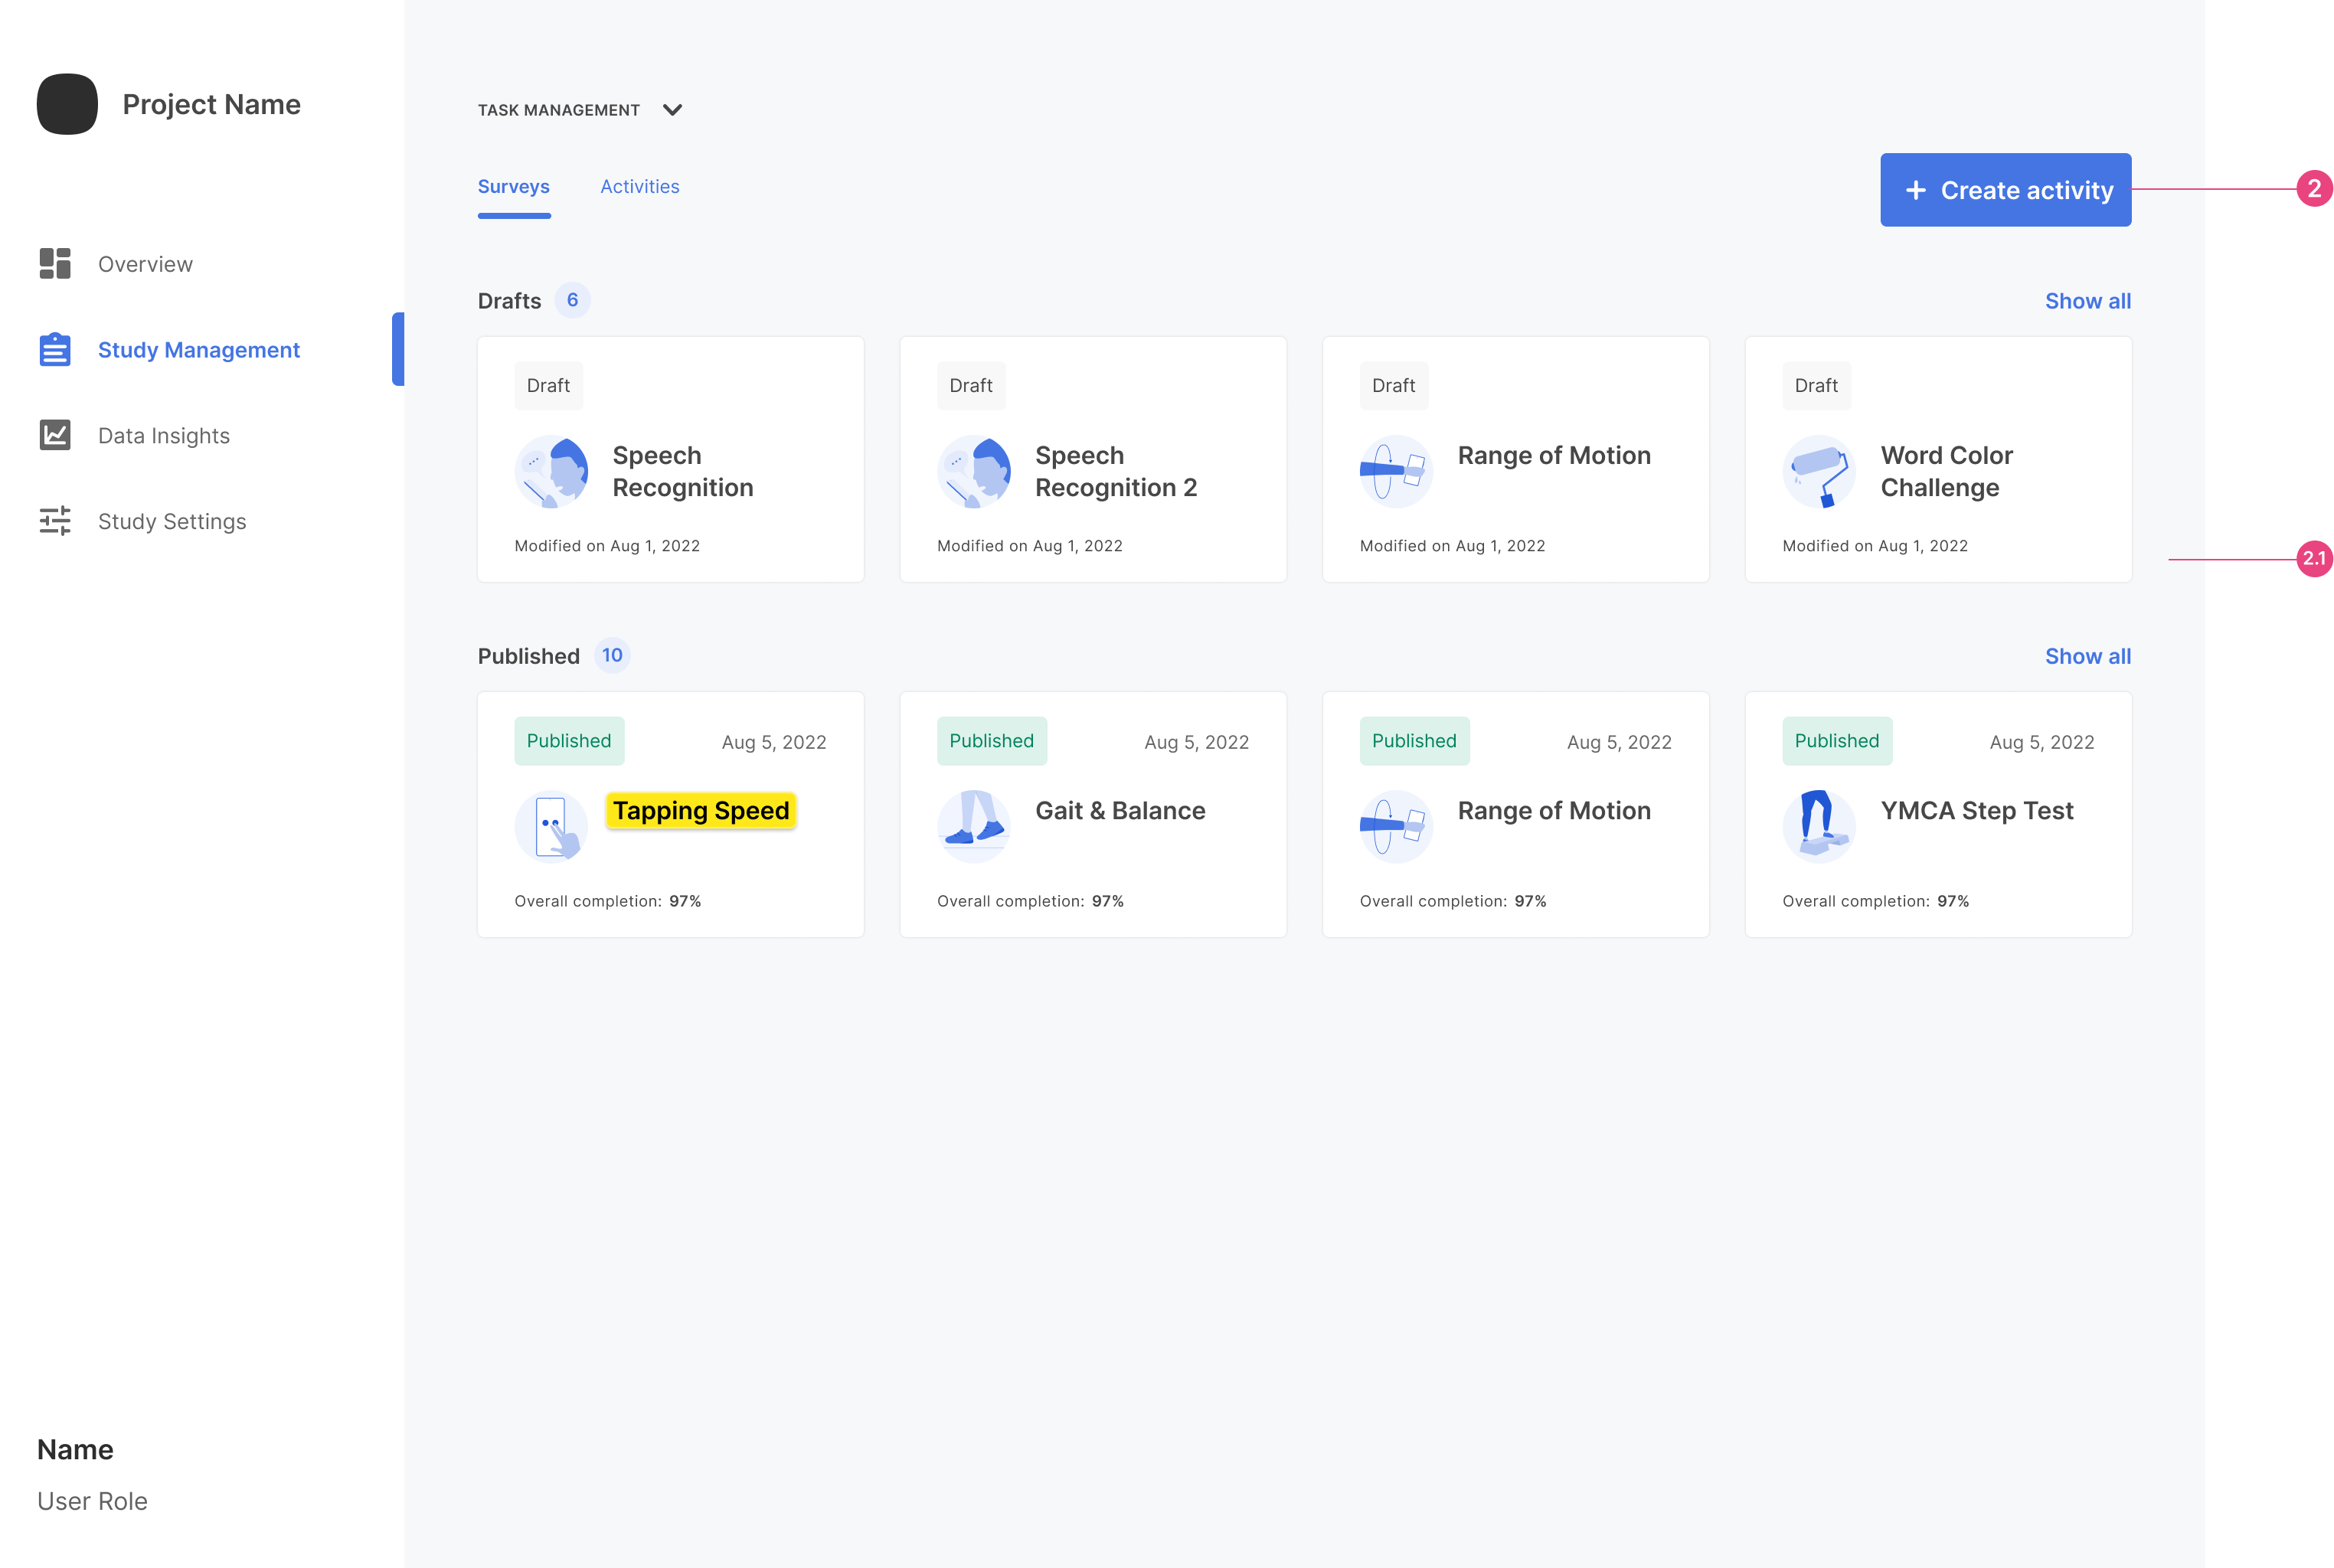 Project Name
Overview
Study Management
Data Insights
Study Settings
Name
User Role
TASK MANAGEMENT
Surveys
Activities
+ Create activity
2
Drafts 6
Show all
Draft
Speech
Recognition
Modified on Aug 1, 2022
Draft
Speech
Recognition 2
Modified on Aug 1, 2022
Draft
Range of Motion
Modified on Aug 1, 2022
Draft
Word Color
Challenge
Modified on Aug 1, 2022
2.1
Published 10
Show all
Published
Aug 5, 2022
Tapping Speed
Overall completion: 97%
Published
Aug 5, 2022
Gait & Balance
Overall completion: 97%
Published
Aug 5, 2022
Range of Motion
Overall completion: 97%
Published
Aug 5, 2022
YMCA Step Test
Overall completion: 97%